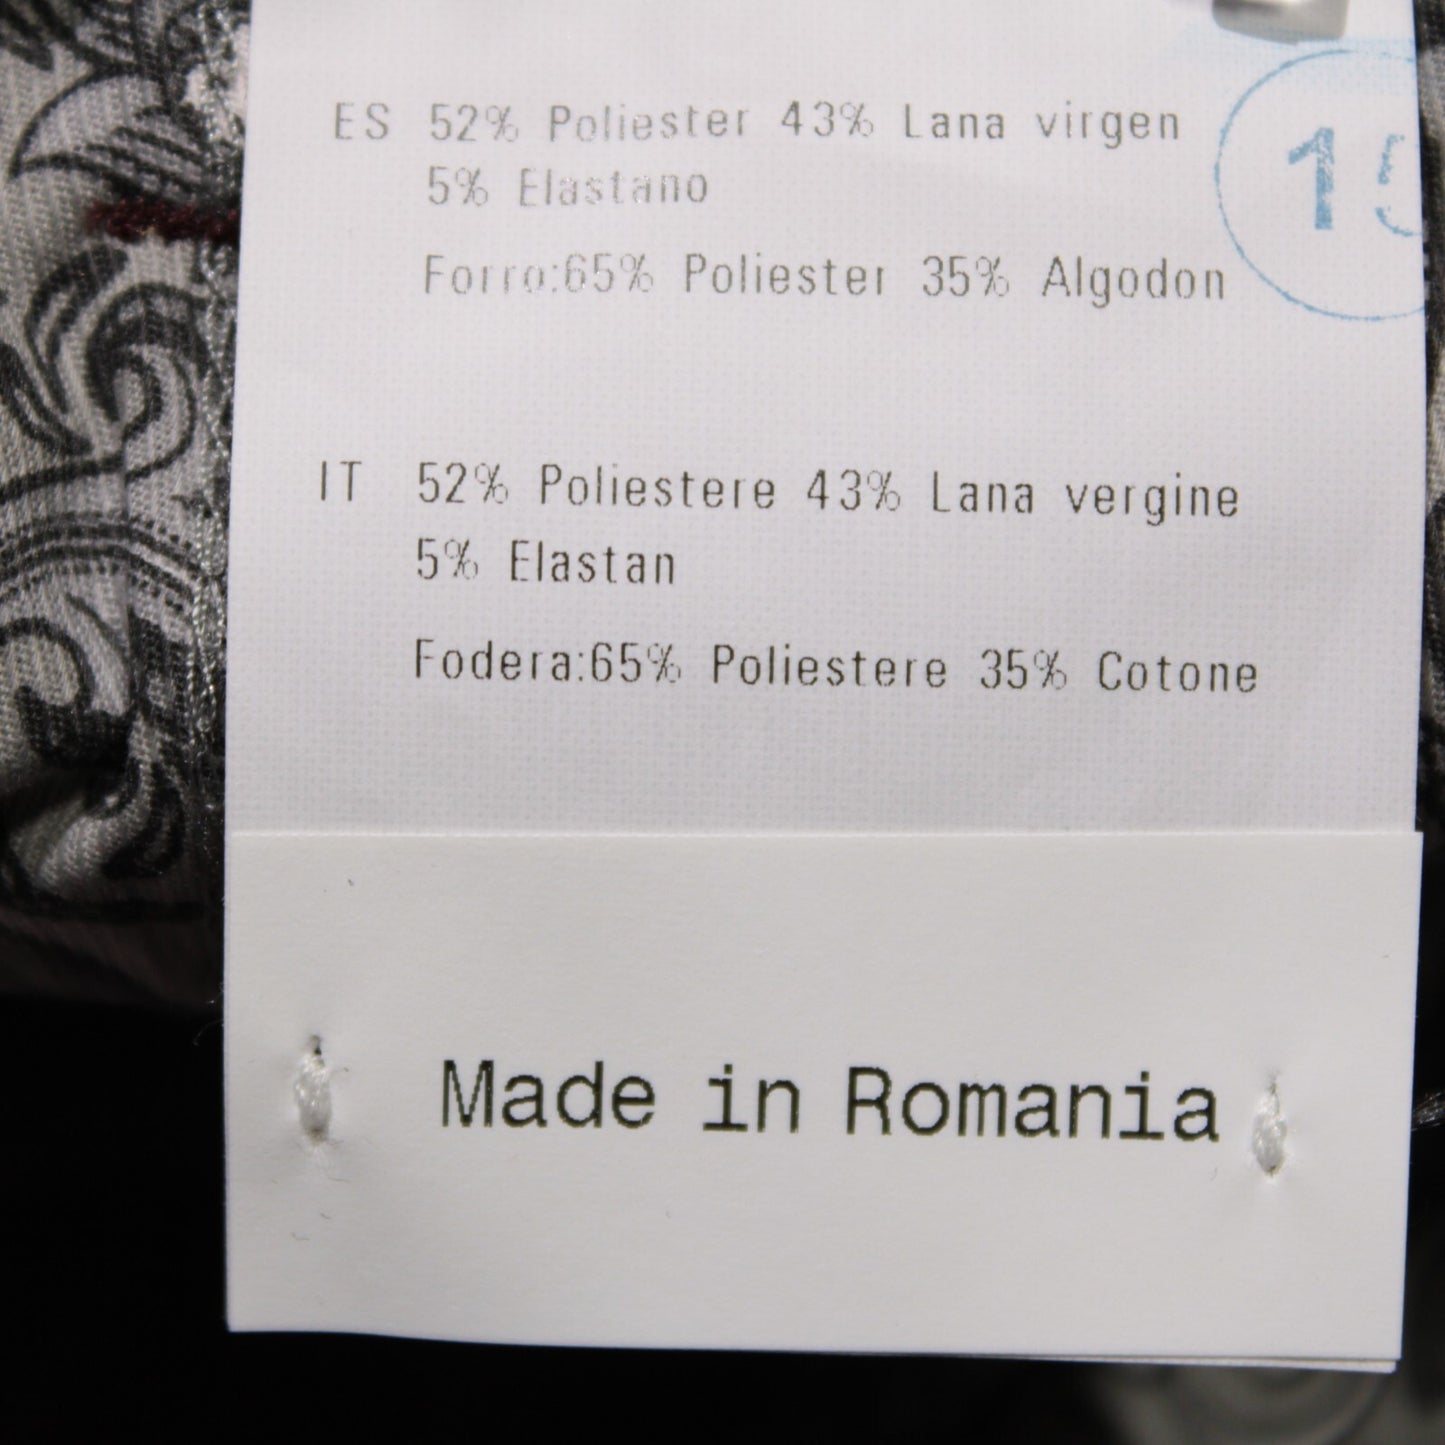 ES 52% Poliester 43% Lana virgen
5% Elastano
Forro:65% Poliester 35% Algodon
15
IT 52% Poliestere 43% Lana vergine
5% Elastan
Fodera:65% Poliestere 35% Cotone
Made in Romania